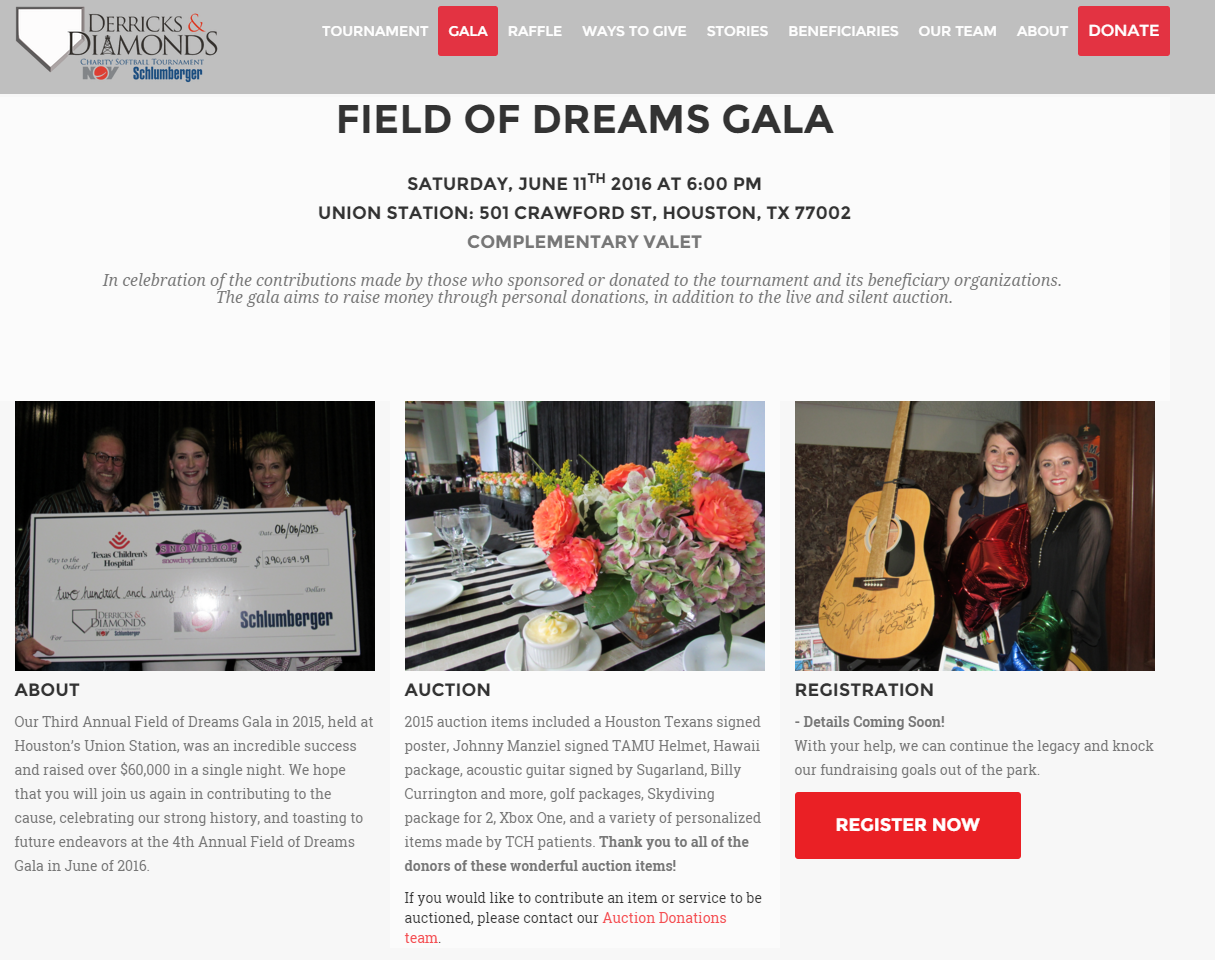 DERRICKS &
DIAMONDS
CHARITY SOFTBALL TOURNAMENT
NOV Schlumberger
TOURNAMENT GALA RAFFLE WAYS TO GIVE STORIES BENEFICIARIES OUR TEAM ABOUT DONATE
FIELD OF DREAMS GALA
SATURDAY, JUNE 11TH 2016 AT 6:00 PM
UNION STATION: 501 CRAWFORD ST, HOUSTON, TX 77002
COMPLEMENTARY VALET
In celebration of the contributions made by those who sponsored or donated to the tournament and its beneficiary organizations.
The gala aims to raise money through personal donations, in addition to the live and silent auction.
Date 06/06/2015
Pay to the
Order of
Texas Children's
Hospital
SNOWDROP
snowdropfoundation.org
$ 290,089.59
two hundred and ninety thousand
Dollars
DERRICKS &
DIAMONDS
NOV Schlumberger
NOV
Schlumberger
For
ABOUT
Our Third Annual Field of Dreams Gala in 2015, held at
Houston’s Union Station, was an incredible success
and raised over $60,000 in a single night. We hope
that you will join us again in contributing to the
cause, celebrating our strong history, and toasting to
future endeavors at the 4th Annual Field of Dreams
Gala in June of 2016.
AUCTION
2015 auction items included a Houston Texans signed
poster, Johnny Manziel signed TAMU Helmet, Hawaii
package, acoustic guitar signed by Sugarland, Billy
Currington and more, golf packages, Skydiving
package for 2, Xbox One, and a variety of personalized
items made by TCH patients. Thank you to all of the
donors of these wonderful auction items!
If you would like to contribute an item or service to be
auctioned, please contact our Auction Donations
team.
REGISTRATION
- Details Coming Soon!
With your help, we can continue the legacy and knock
our fundraising goals out of the park.
REGISTER NOW